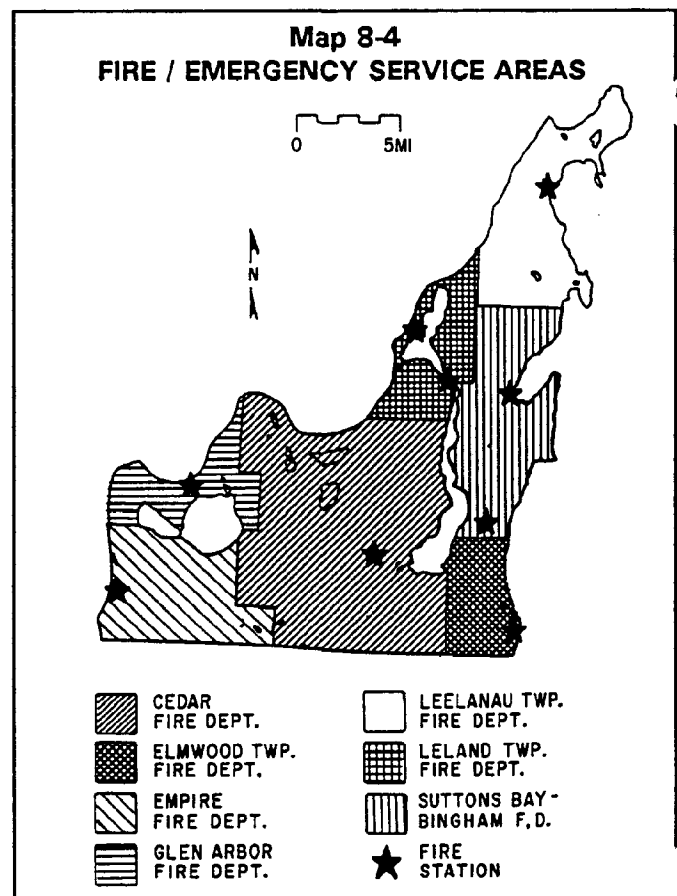 Map 8-4
FIRE / EMERGENCY SERVICE AREAS
0 5MI
N
CEDAR
FIRE DEPT.
ELMWOOD TWP.
FIRE DEPT.
EMPIRE
FIRE DEPT.
GLEN ARBOR
FIRE DEPT.
LEELANAU TWP.
FIRE DEPT.
LELAND TWP.
FIRE DEPT.
SUTTONS BAY-
BINGHAM F.D.
FIRE
STATION